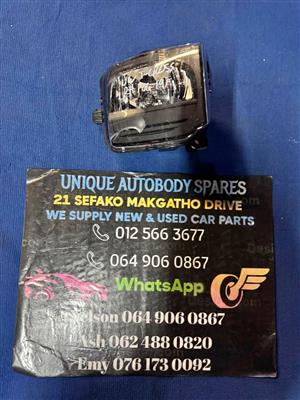 UNIQUE AUTOBODY SPARES
21 SEFAKO MAKGATHO DRIVE
WE SUPPLY NEW & USED CAR PARTS
012 566 3677
064 906 0867
WhatsApp
Nelson 064 906 0867
Ash 062 488 0820
Emy 076 173 0092